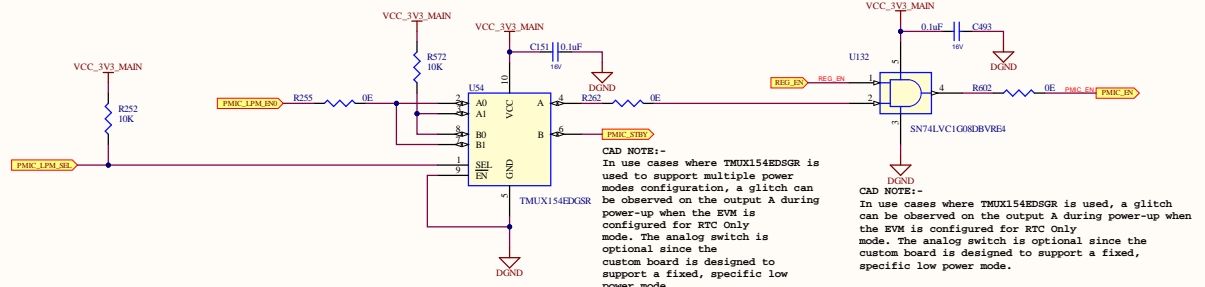 VCC_3V3_MAIN
VCC_3V3_MAIN
VCC_3V3_MAIN
VCC_3V3_MAIN
R252
10K
PMIC_LPM_SEL
PMIC_LPM_EN0
R255
0E
R572
10K
C151
0.1uF
16V
DGND
U54
10
VCC
2
A0
A1
8
B0
7
B1
1
SEL
9
EN
GND
5
A
4
B
6
TMUX154EDGSR
DGND
R262
0E
PMIC_STBY
CAD NOTE:-
In use cases where TMUX154EDSGR is
used to support multiple power
modes configuration, a glitch can
be observed on the output A during
power-up when the EVM is
configured for RTC Only
mode. The analog switch is
optional since the
custom board is designed to
support a fixed, specific low
power mode.
0.1uF
C493
16V
DGND
U132
REG_EN
REG_EN
1
2
5
4
3
R602
0E
PMIC_EN
PMIC_EN
SN74LVC1G08DBVRE4
DGND
CAD NOTE:-
In use cases where TMUX154EDSGR is used, a glitch
can be observed on the output A during power-up when
the EVM is configured for RTC Only
mode. The analog switch is optional since the
custom board is designed to support a fixed,
specific low power mode.